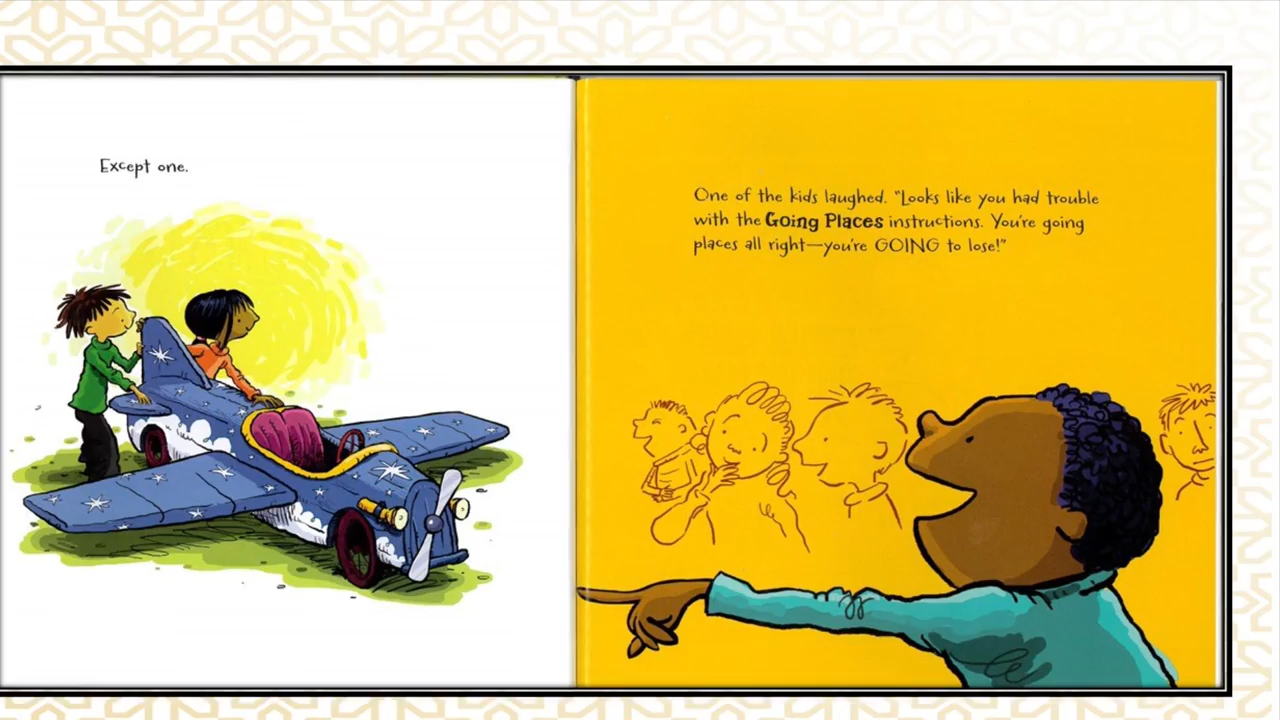 Except one.
One of the kids laughed. "Looks like you had trouble
with the Going Places instructions. You're going
places all right—you're GOING to lose!"